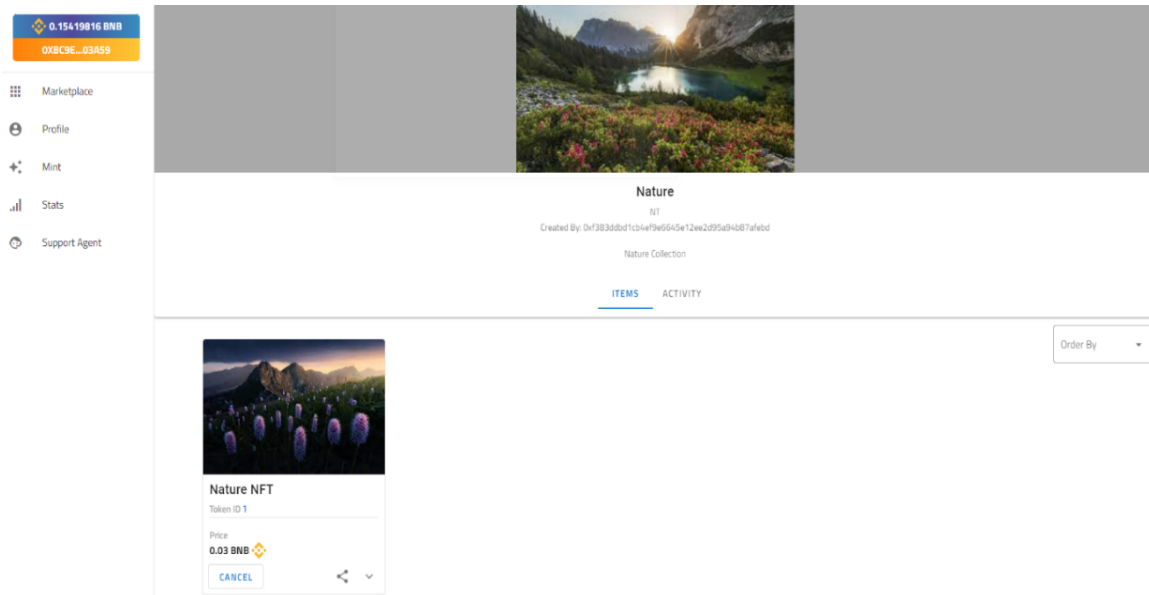 0.15419816 BNB
0XBC9E...03A59
Marketplace
Profile
Mint
Stats
Support Agent
Nature
NT
Created By: 0xf383ddbd1cb4ef9e6645e12ee2d95a94b87afebd
Nature Collection
ITEMS ACTIVITY
Order By
Nature NFT
Token ID 1
Price
0.03 BNB
CANCEL